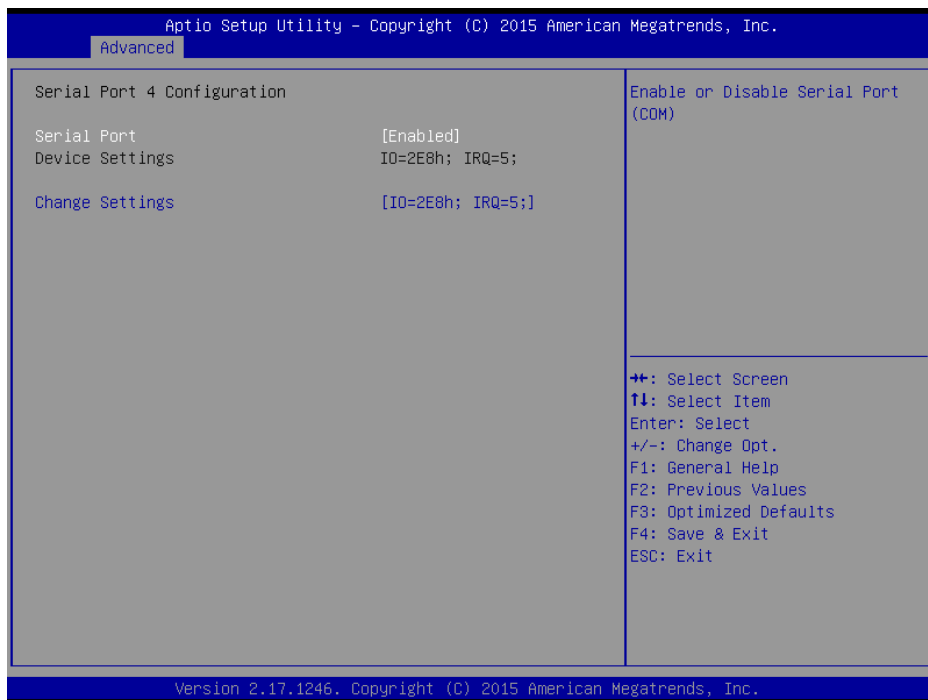 Aptio Setup Utility – Copyright (C) 2015 American Megatrends, Inc.
Advanced
Serial Port 4 Configuration
Serial Port [Enabled]
Device Settings IO=2E8h; IRQ=5;
Change Settings [IO=2E8h; IRQ=5;]
Enable or Disable Serial Port
(COM)
→←: Select Screen
↑↓: Select Item
Enter: Select
+/-: Change Opt.
F1: General Help
F2: Previous Values
F3: Optimized Defaults
F4: Save & Exit
ESC: Exit
Version 2.17.1246. Copyright (C) 2015 American Megatrends, Inc.